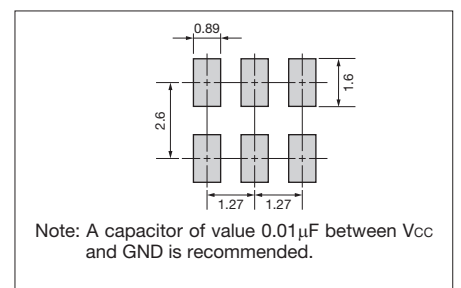 0.89
1.6
2.6
1.27 1.27
Note: A capacitor of value 0.01μF between Vcc
and GND is recommended.